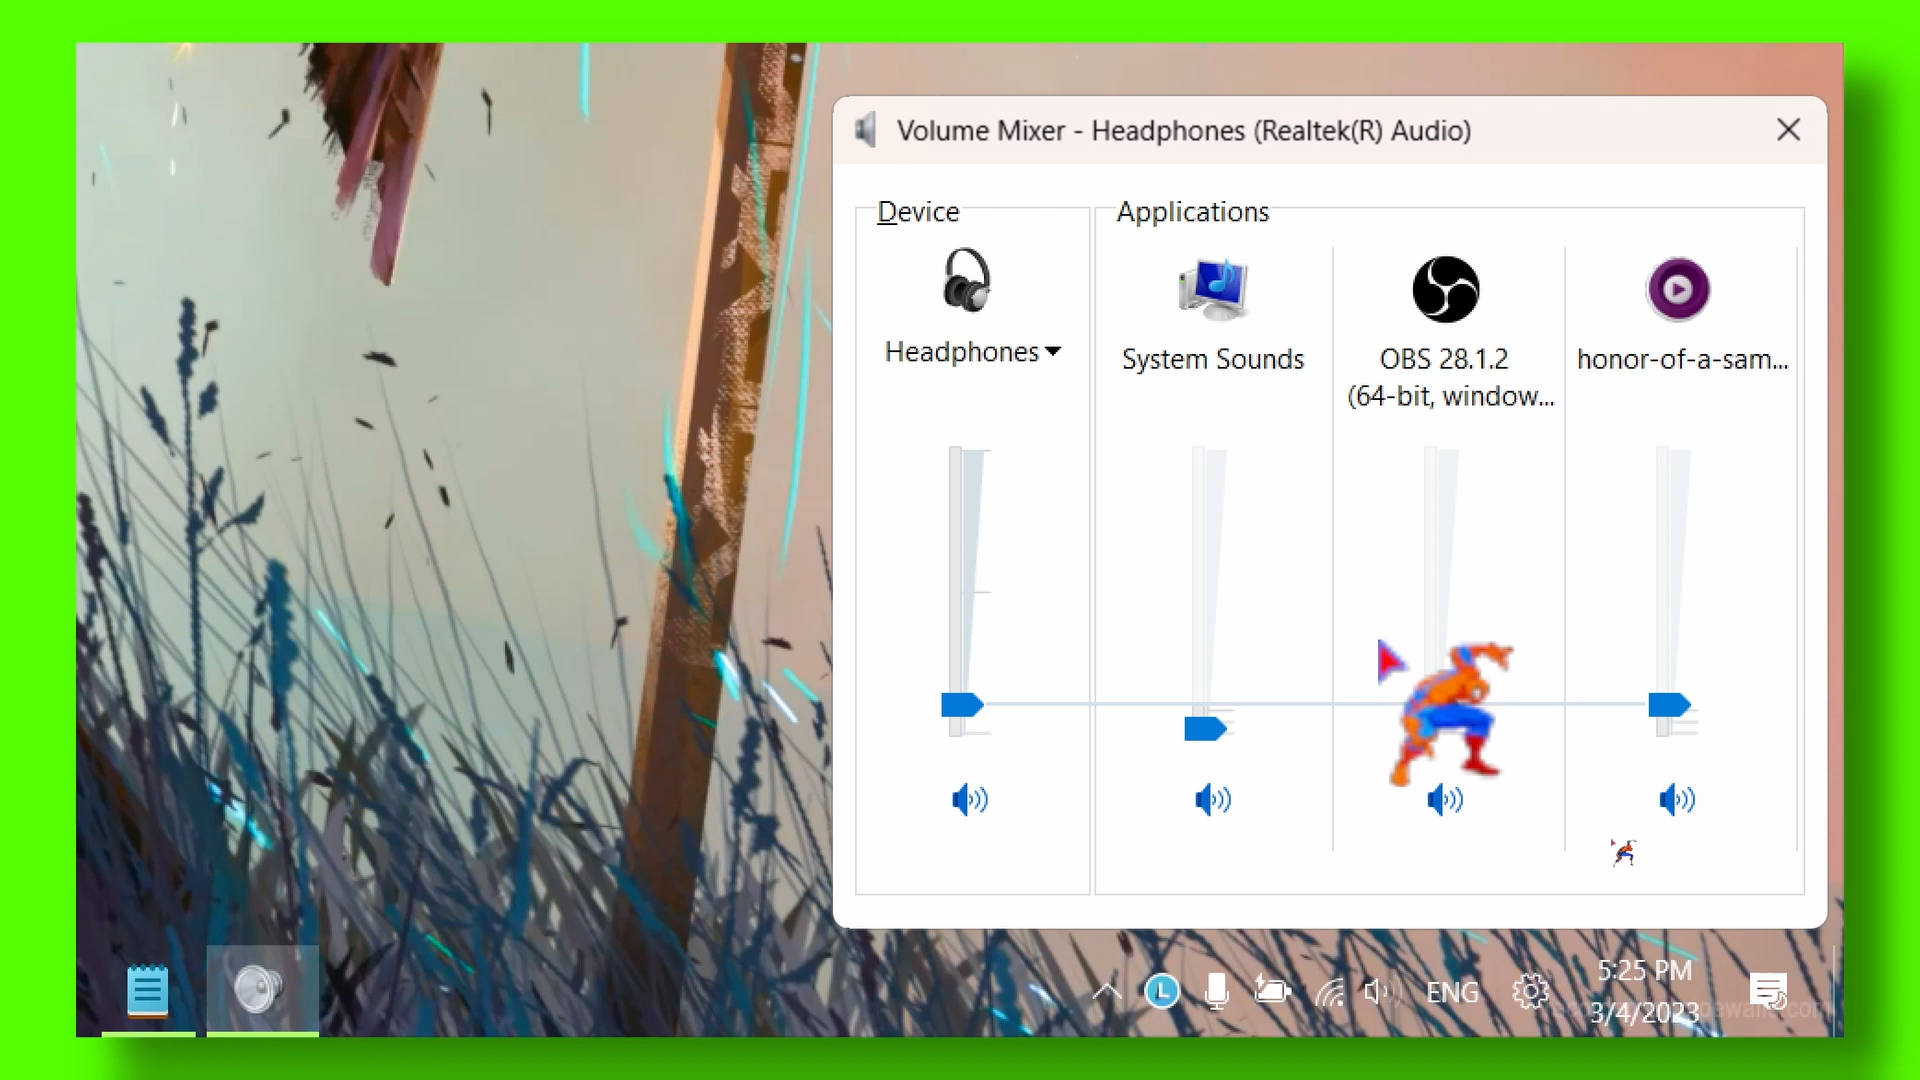 Volume Mixer - Headphones (Realtek(R) Audio)
Device
Applications
Headphones
System Sounds
OBS 28.1.2
(64-bit, window...
honor-of-a-sam...
L
ENG
5:25 PM
3/4/2023